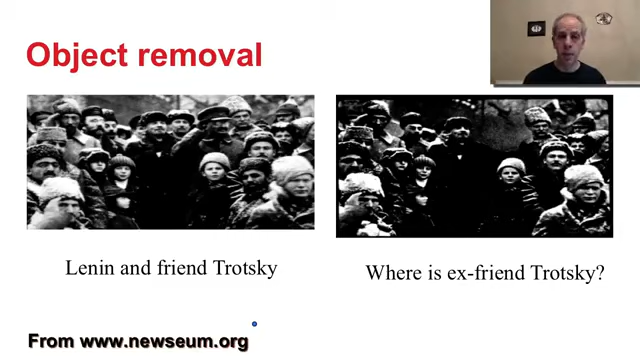 Object removal
Lenin and friend Trotsky
Where is ex-friend Trotsky?
From www.newseum.org